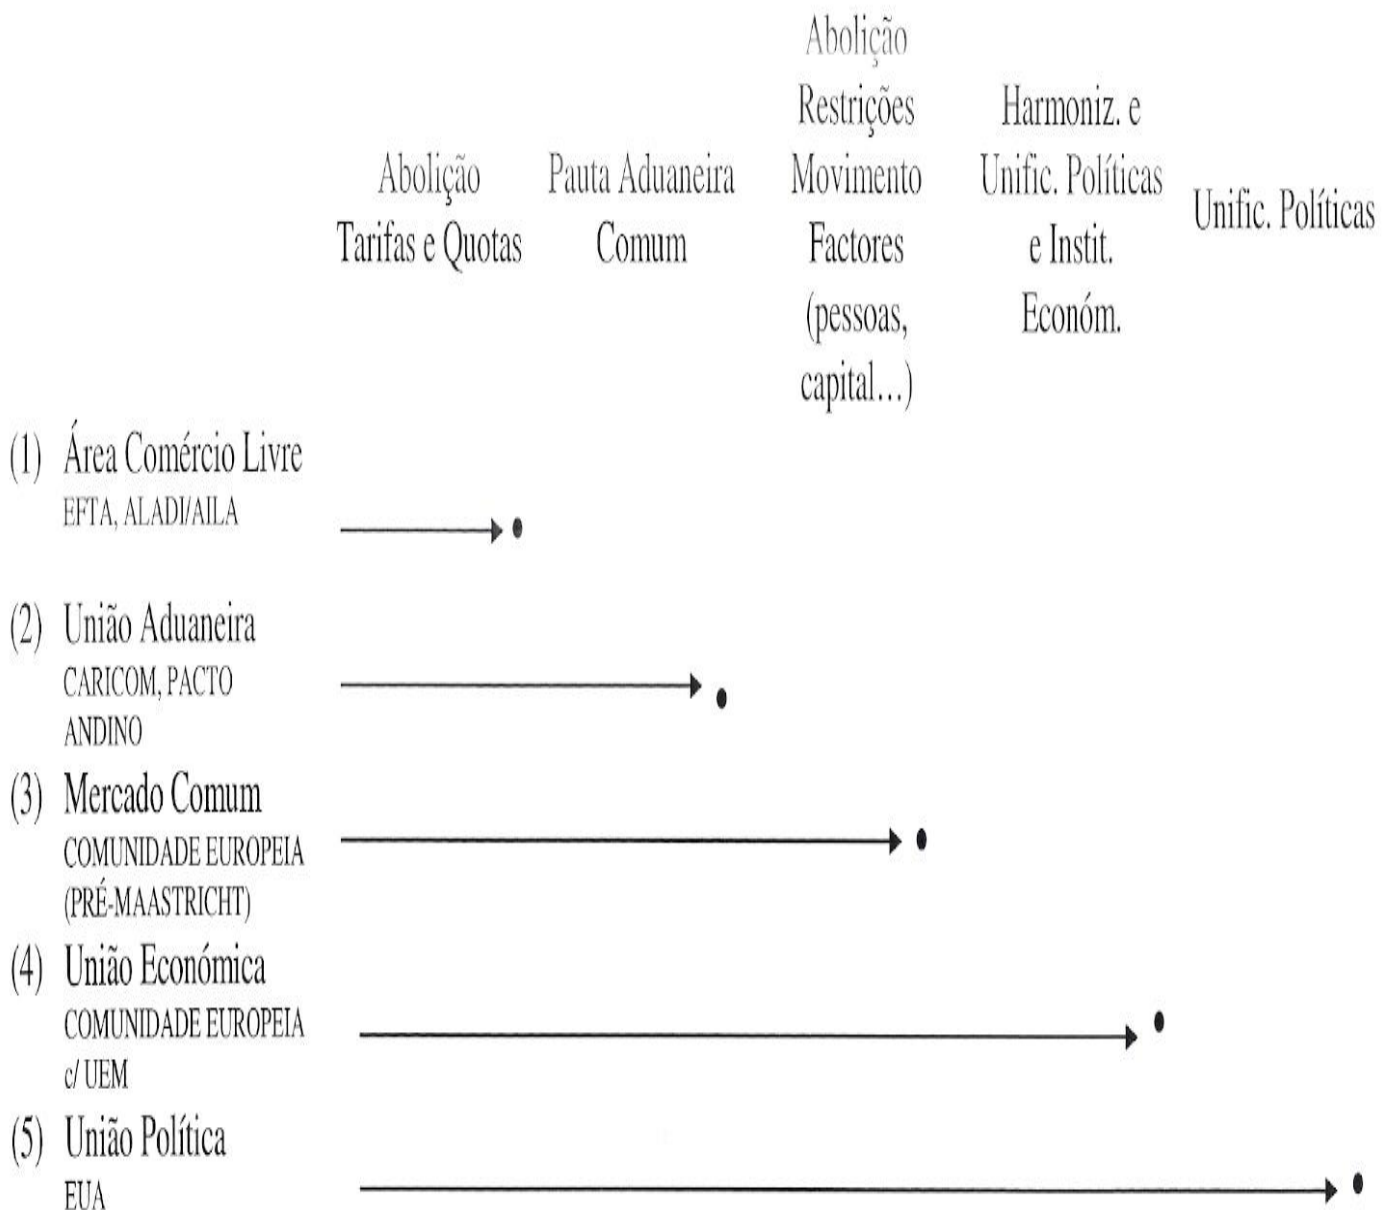 Abolição
Tarifas e Quotas
Pauta Aduaneira
Comum
Abolição
Restrições
Movimento
Factores
(pessoas,
capital...)
Harmoniz. e
Unific. Políticas
e Instit.
Económ.
Unific. Políticas
(1) Área Comércio Livre
EFTA, ALADI/AILA
(2) União Aduaneira
CARICOM, PACTO
ANDINO
(3) Mercado Comum
COMUNIDADE EUROPEIA
(PRÉ-MAASTRICHT)
(4) União Económica
COMUNIDADE EUROPEIA
c/ UEM
(5) União Política
EUA